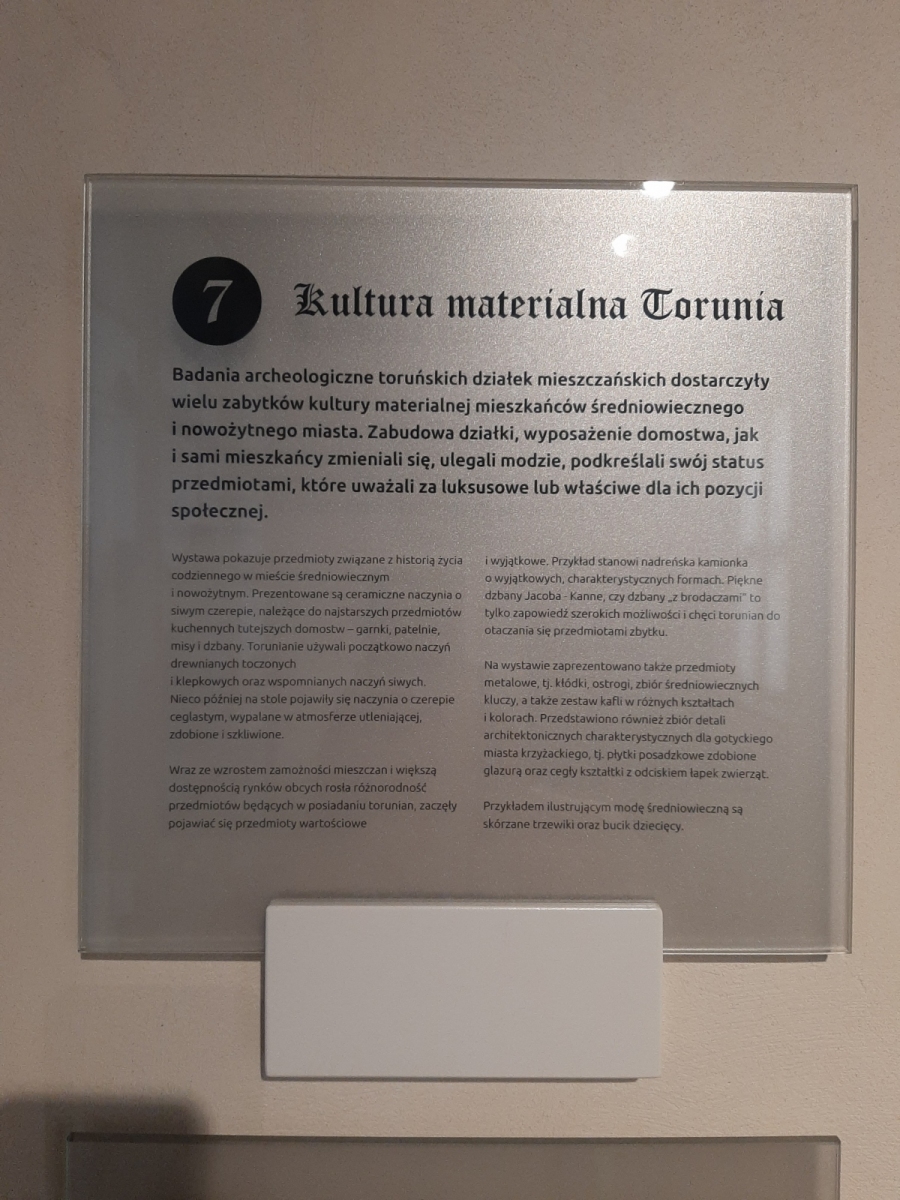 7
Kultura materialna Torunia
Badania archeologiczne toruńskich działek mieszczańskich dostarczyły
wielu zabytków kultury materialnej mieszkańców średniowiecznego
i nowożytnego miasta. Zabudowa działki, wyposażenie domostwa, jak
i sami mieszkańcy zmieniali się, ulegali modzie, podkreślali swój status
przedmiotami, które uważali za luksusowe lub właściwe dla ich pozycji
społecznej.
Wystawa pokazuje przedmioty związane z historią życia
codziennego w mieście średniowiecznym
i nowożytnym. Prezentowane są ceramiczne naczynia o
siwym czerepie, należące do najstarszych przedmiotów
kuchennych tutejszych domostw – garnki, patelnie,
misy i dzbany. Torunianie używali początkowo naczyń
drewnianych toczonych
i klepkowych oraz wspomnianych naczyń siwych.
Nieco później na stole pojawiły się naczynia o czerepie
ceglastym, wypalane w atmosferze utleniającej,
zdobione i szkliwione.
Wraz ze wzrostem zamożności mieszczan i większą
dostępnością rynków obcych rosła różnorodność
przedmiotów będących w posiadaniu torunian, zaczęły
pojawiać się przedmioty wartościowe
i wyjątkowe. Przykład stanowi nadreńska kamionka
o wyjątkowych, charakterystycznych formach. Piękne
dzbany Jacoba - Kanne, czy dzbany „z brodaczami” to
tylko zapowiedź szerokich możliwości i chęci torunian do
otaczania się przedmiotami zbytku.
Na wystawie zaprezentowano także przedmioty
metalowe, tj. kłódki, ostrogi, zbiór średniowiecznych
kluczy, a także zestaw kafli w różnych kształtach
i kolorach. Przedstawiono również zbiór detali
architektonicznych charakterystycznych dla gotyckiego
miasta krzyżackiego, tj. płytki posadzkowe zdobione
glazurą oraz cegły kształtki z odciskiem łapek zwierząt.
Przykładem ilustrującym modę średniowieczną są
skórzane trzewiki oraz bucik dziecięcy.